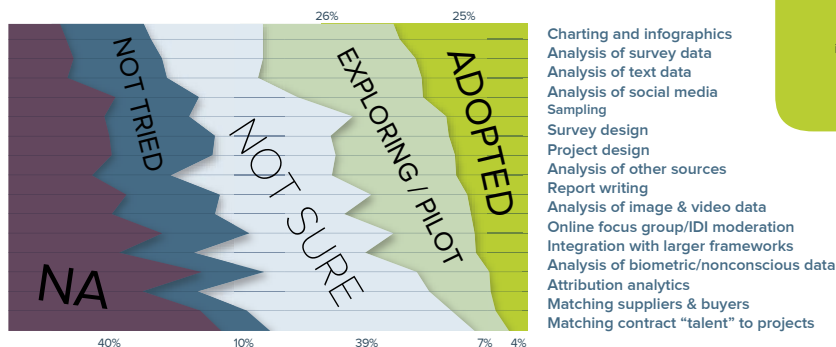 26% 25%
NOT TRIED
EXPLORING / PILOT
ADOPTED
NOT SURE
NA
Charting and infographics
Analysis of survey data
Analysis of text data
Analysis of social media
Sampling
Survey design
Project design
Analysis of other sources
Report writing
Analysis of image & video data
Online focus group/IDI moderation
Integration with larger frameworks
Analysis of biometric/nonconscious data
Attribution analytics
Matching suppliers & buyers
Matching contract “talent” to projects
40% 10% 39% 7% 4%